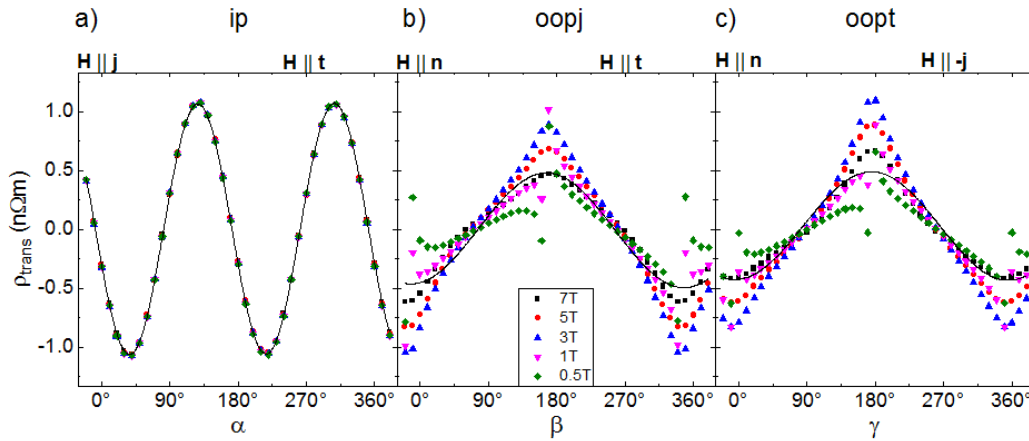 a) ip b) oopj c) oopt
H || j H || t H || n H || t H || n H || -j
ρtrans (nΩm)
1.0
0.5
0.0
-0.5
-1.0
7T
5T
3T
1T
0.5T
0° 90° 180° 270° 360° 0° 90° 180° 270° 360° 0° 90° 180° 270° 360°
α β γ